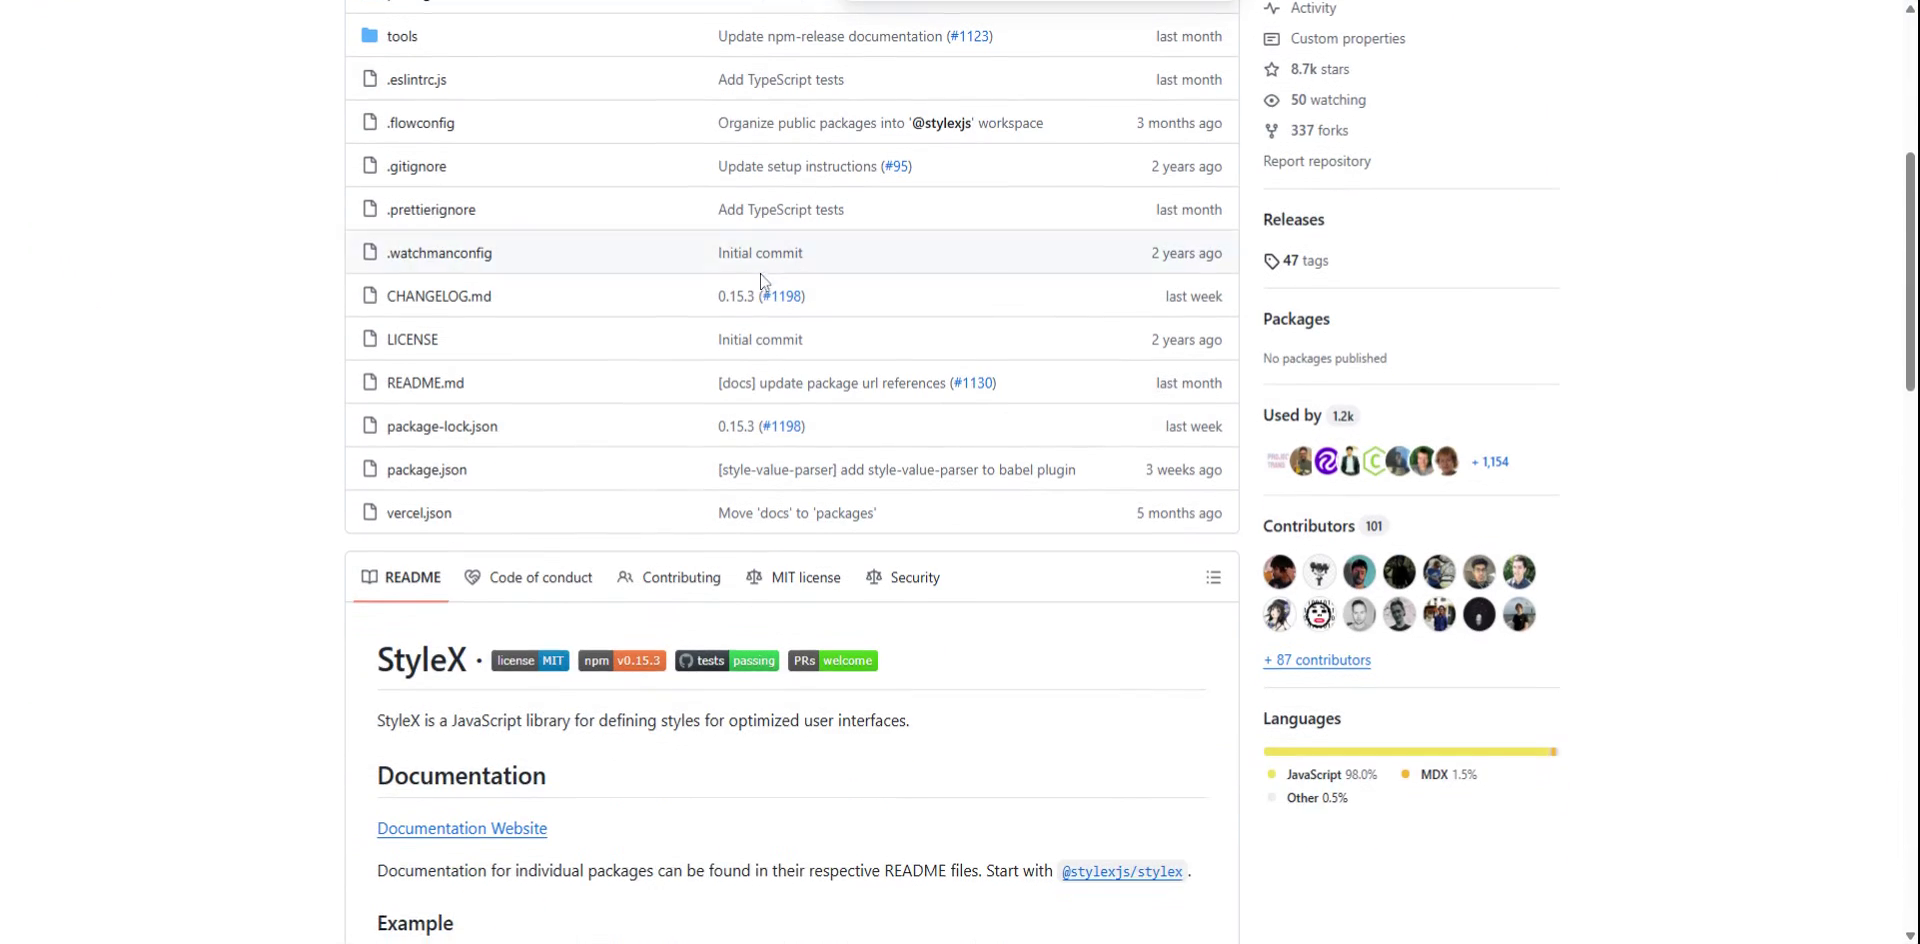 tools Update npm-release documentation (#1123) last month
.eslintrc.js Add TypeScript tests last month
.flowconfig Organize public packages into '@stylexjs' workspace 3 months ago
.gitignore Update setup instructions (#95) 2 years ago
.prettierignore Add TypeScript tests last month
.watchmanconfig Initial commit 2 years ago
CHANGELOG.md 0.15.3 (#1198) last week
LICENSE Initial commit 2 years ago
README.md [docs] update package url references (#1130) last month
package-lock.json 0.15.3 (#1198) last week
package.json [style-value-parser] add style-value-parser to babel plugin 3 weeks ago
vercel.json Move 'docs' to 'packages' 5 months ago
README Code of conduct Contributing MIT license Security
StyleX · license MIT npm v0.15.3 tests passing PRs welcome
StyleX is a JavaScript library for defining styles for optimized user interfaces.
Documentation
Documentation Website
Documentation for individual packages can be found in their respective README files. Start with @stylexjs/stylex.
Example
Activity
Custom properties
8.7k stars
50 watching
337 forks
Report repository
Releases
47 tags
Packages
No packages published
Used by 1.2k
+ 1,154
Contributors 101
+ 87 contributors
Languages
JavaScript 98.0% MDX 1.5%
Other 0.5%